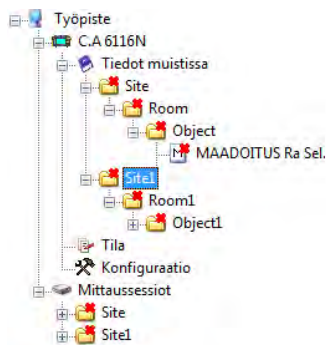 Työpiste
C.A 6116N
Tiedot muistissa
Site
Room
Object
MAADOITUS Ra Sel.
Site1
Room1
Object1
Tila
Konfiguraatio
Mittaussessiot
Site
Site1